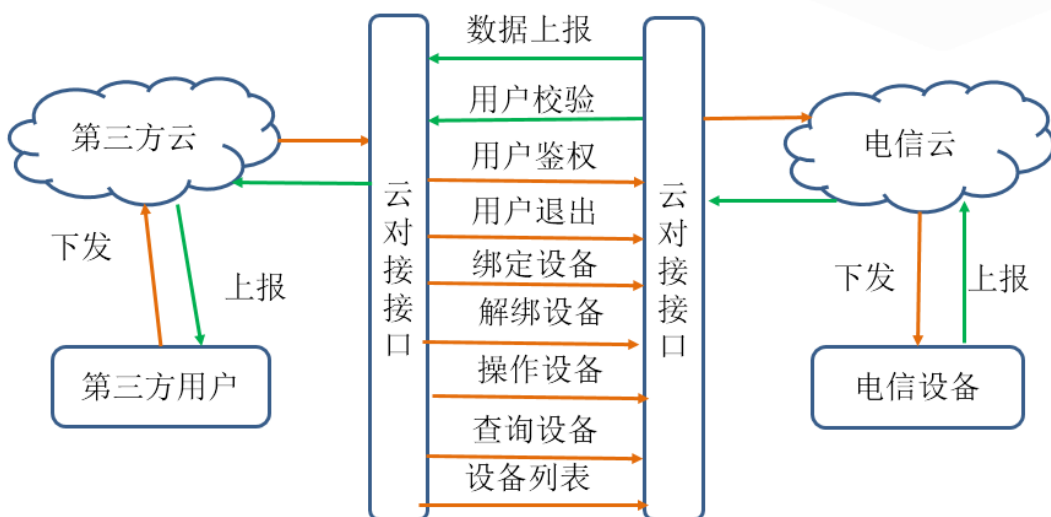 数据上报
用户校验
用户鉴权
用户退出
绑定设备
解绑设备
操作设备
查询设备
设备列表
第三方云
下发
上报
第三方用户
云对接接口
云对接接口
电信云
下发
上报
电信设备